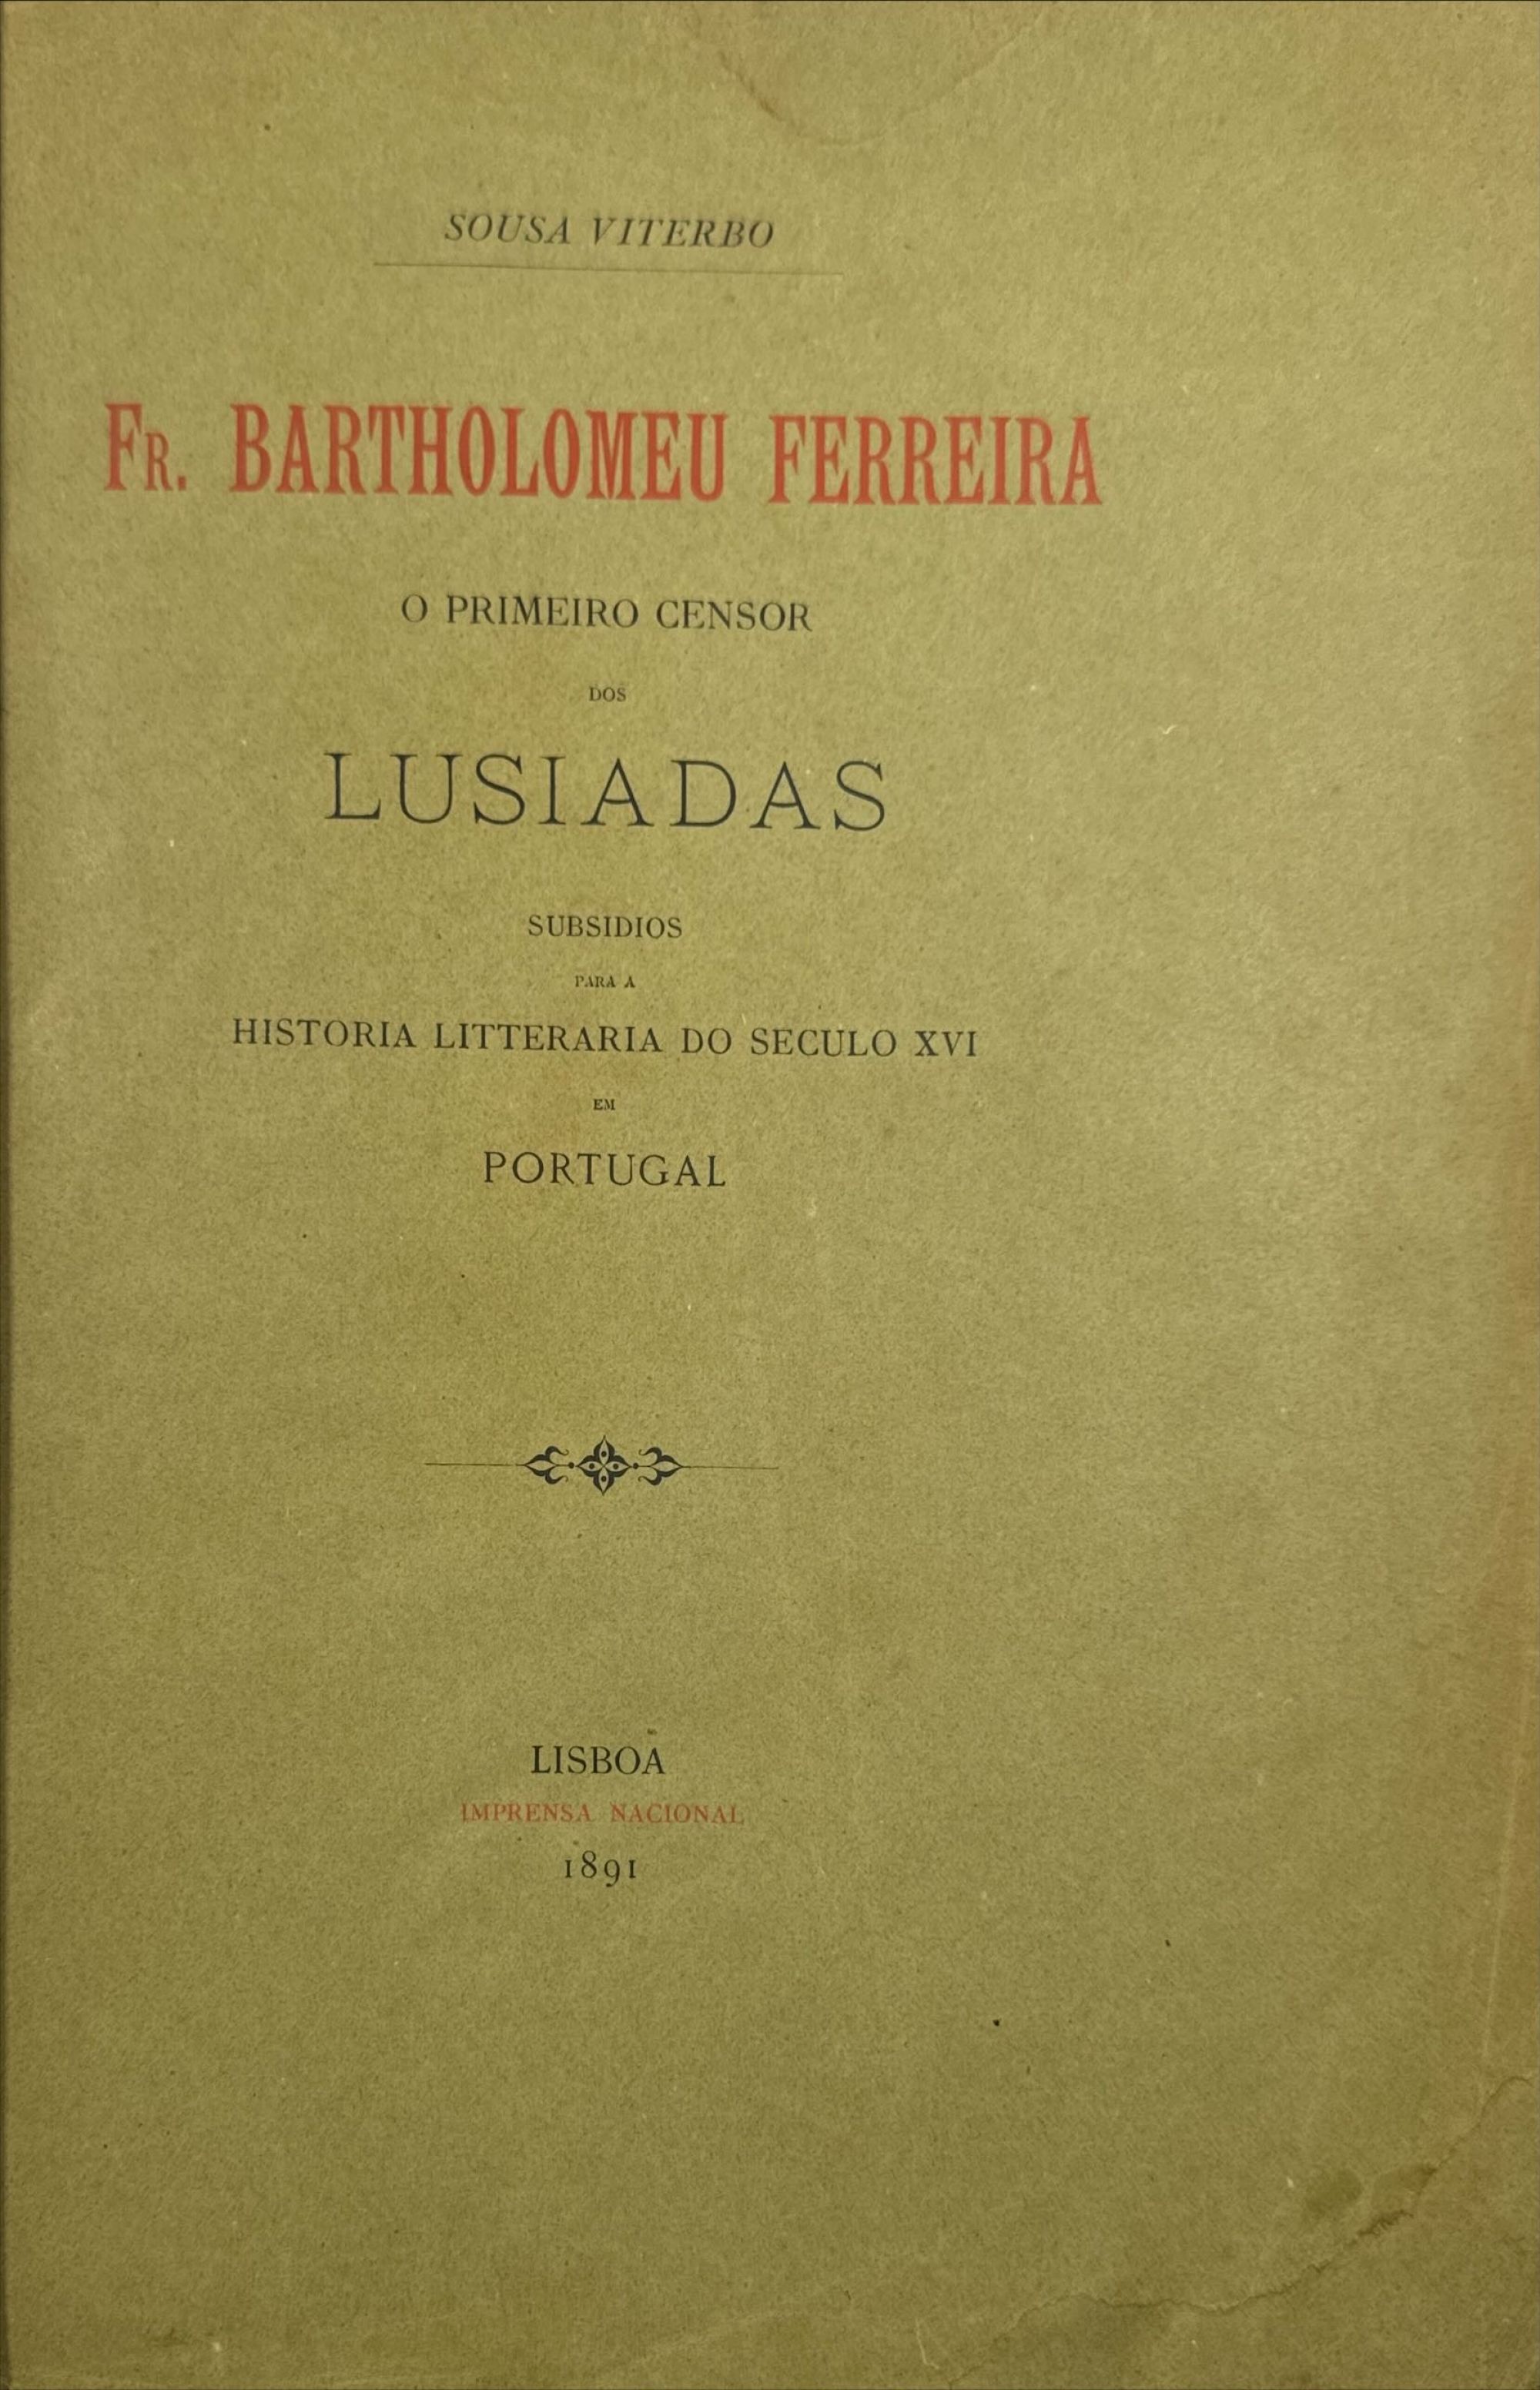 SOUSA VITERBO
FR. BARTHOLOMEU FERREIRA
O PRIMEIRO CENSOR
DOS
LUSIADAS
SUBSIDIOS
PARA A
HISTORIA LITTERARIA DO SECULO XVI
EM
PORTUGAL
LISBOA
IMPRENSA NACIONAL
1891